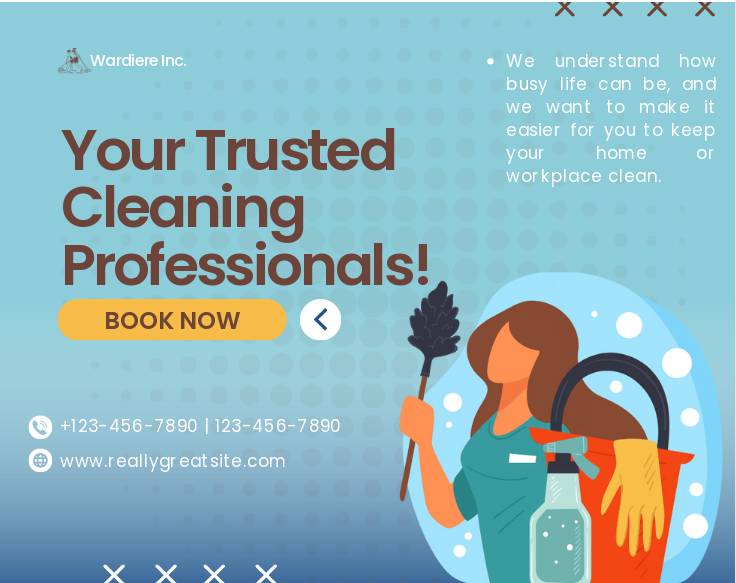 Wardiere Inc.
We understand how
busy life can be, and
we want to make it
easier for you to keep
your home or
workplace clean.
Your Trusted
Cleaning
Professionals!
BOOK NOW
+123-456-7890 | 123-456-7890
www.reallygreatsite.com